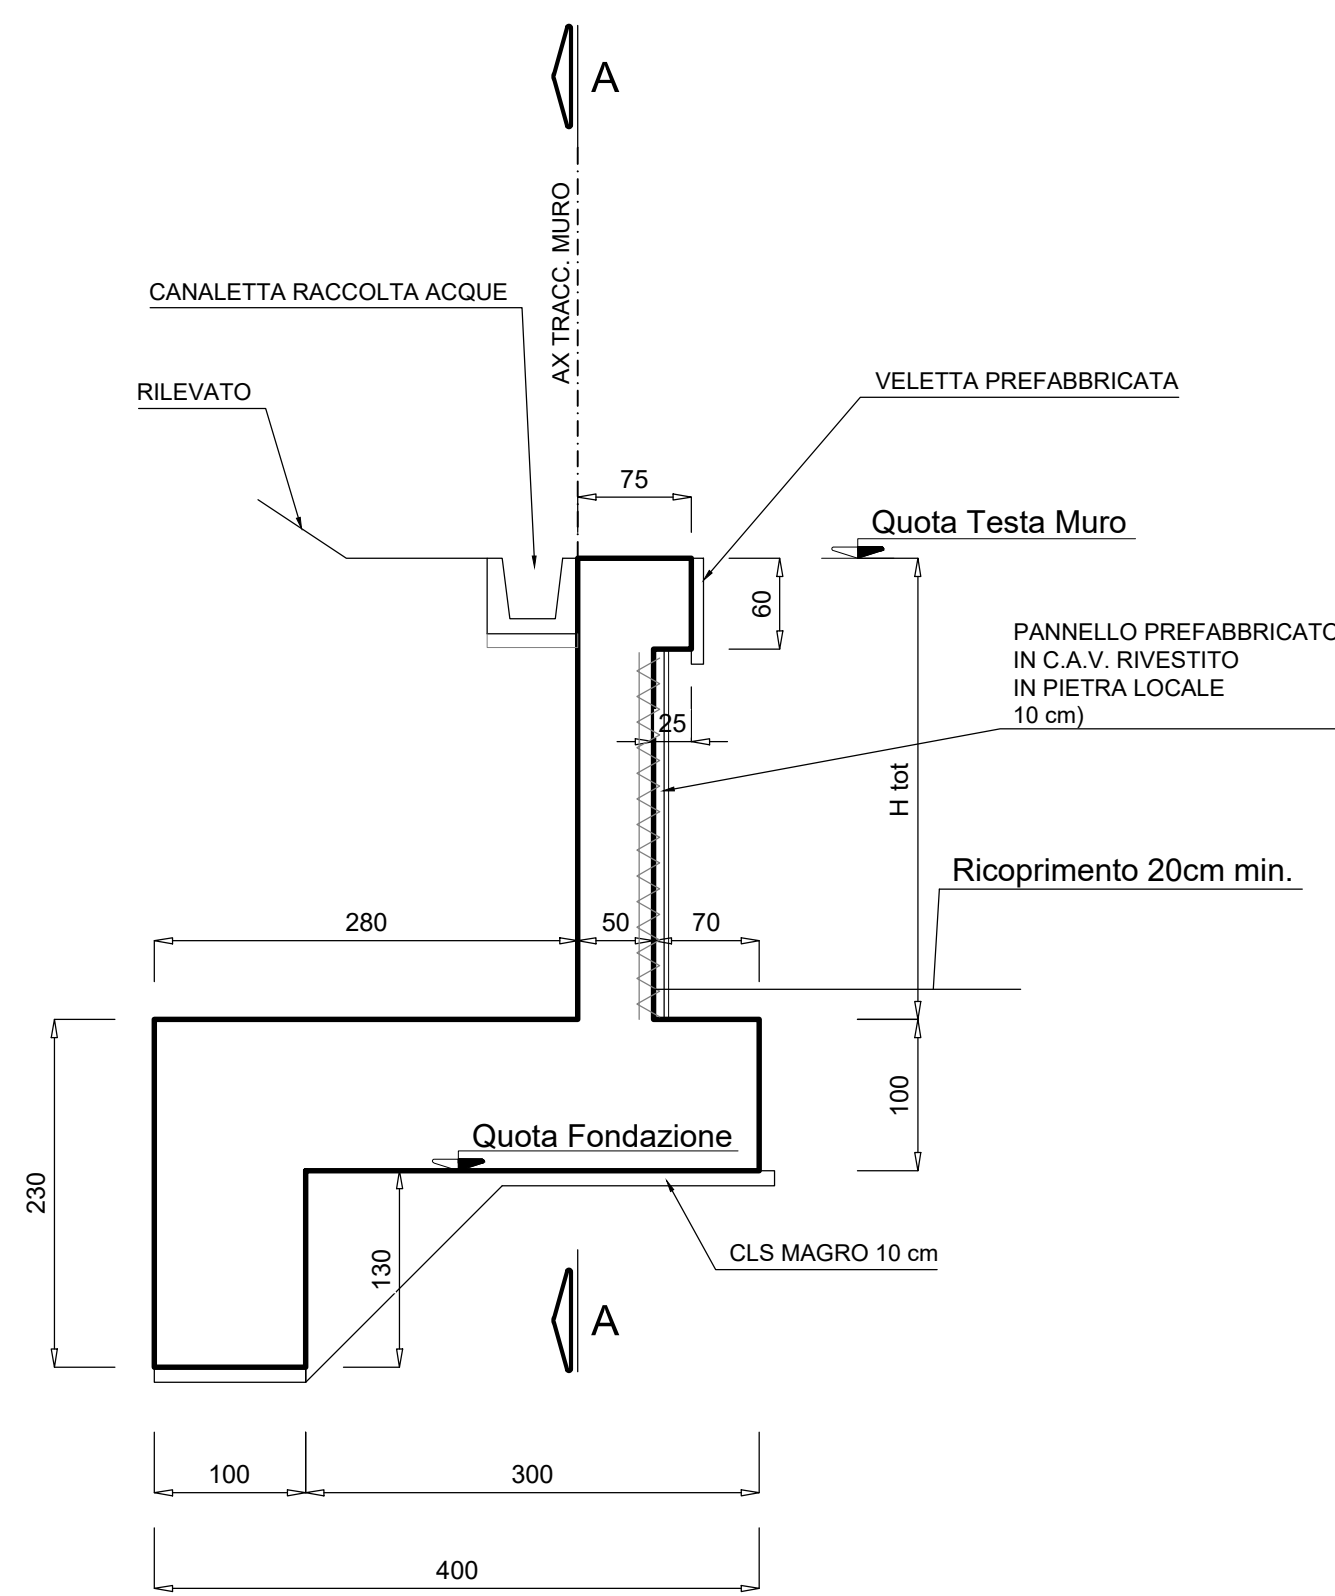 A
AX TRACC. MURO
CANALETTA RACCOLTA ACQUE
RILEVATO
VELETTA PREFABBRICATA
75
Quota Testa Muro
60
PANNELLO PREFABBRICATO
IN C.A.V. RIVESTITO
IN PIETRA LOCALE
10 cm)
25
H tot
Ricoprimento 20cm min.
280
50
70
100
Quota Fondazione
230
130
CLS MAGRO 10 cm
A
100
300
400